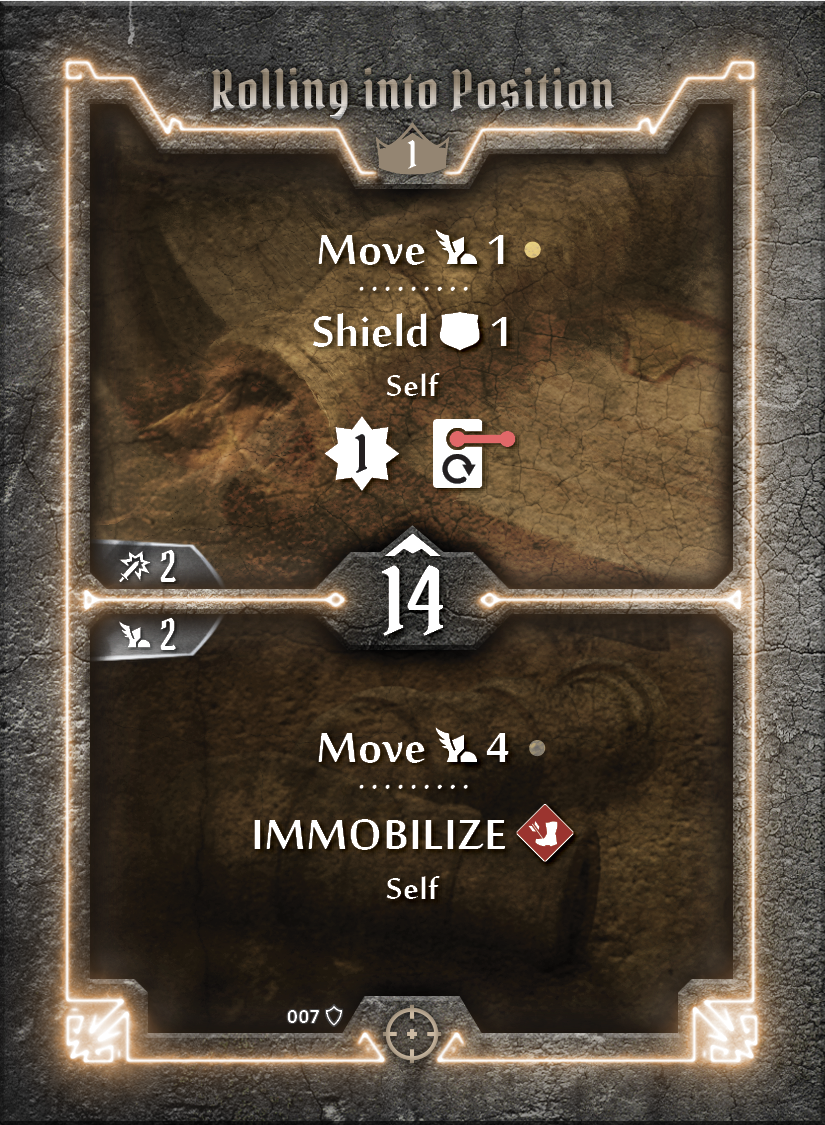 Rolling into Position
1
Move 1
Shield 1
Self
1
2
14
2
Move 4
IMMOBILIZE
Self
007